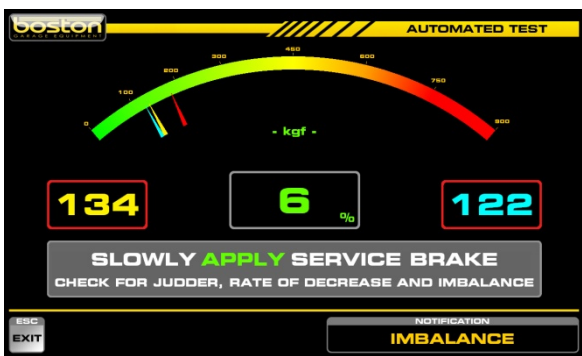 boston
GARAGE EQUIPMENT
AUTOMATED TEST
0
100
200
300
450
600
750
900
- kgf -
134
6 %
122
SLOWLY APPLY SERVICE BRAKE
CHECK FOR JUDDER, RATE OF DECREASE AND IMBALANCE
ESC
EXIT
NOTIFICATION
IMBALANCE